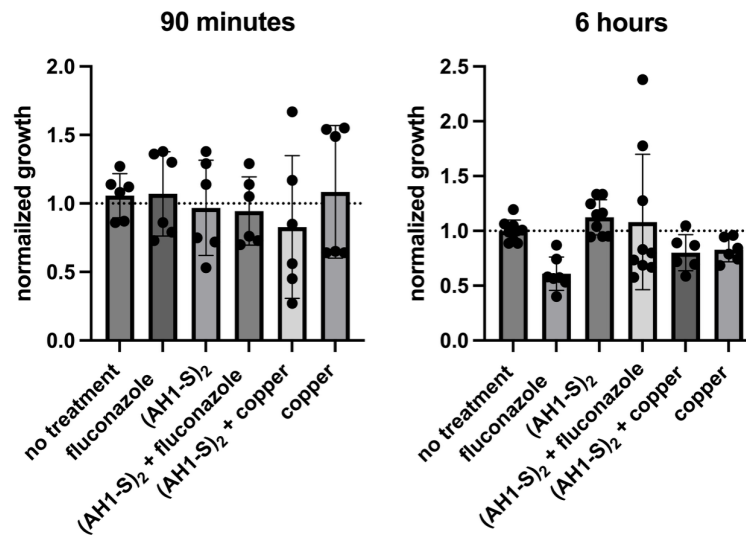 90 minutes
normailzed growth
2.0
1.5
1.0
0.5
0.0
no treatment
fluconazole
(AH1-S)₂
(AH1-S)₂ + fluconazole
(AH1-S)₂ + copper
copper
6 hours
normalized growth
2.5
2.0
1.5
1.0
0.5
0.0
no treatment
fluconazole
(AH1-S)₂
(AH1-S)₂ + fluconazole
(AH1-S)₂ + copper
copper